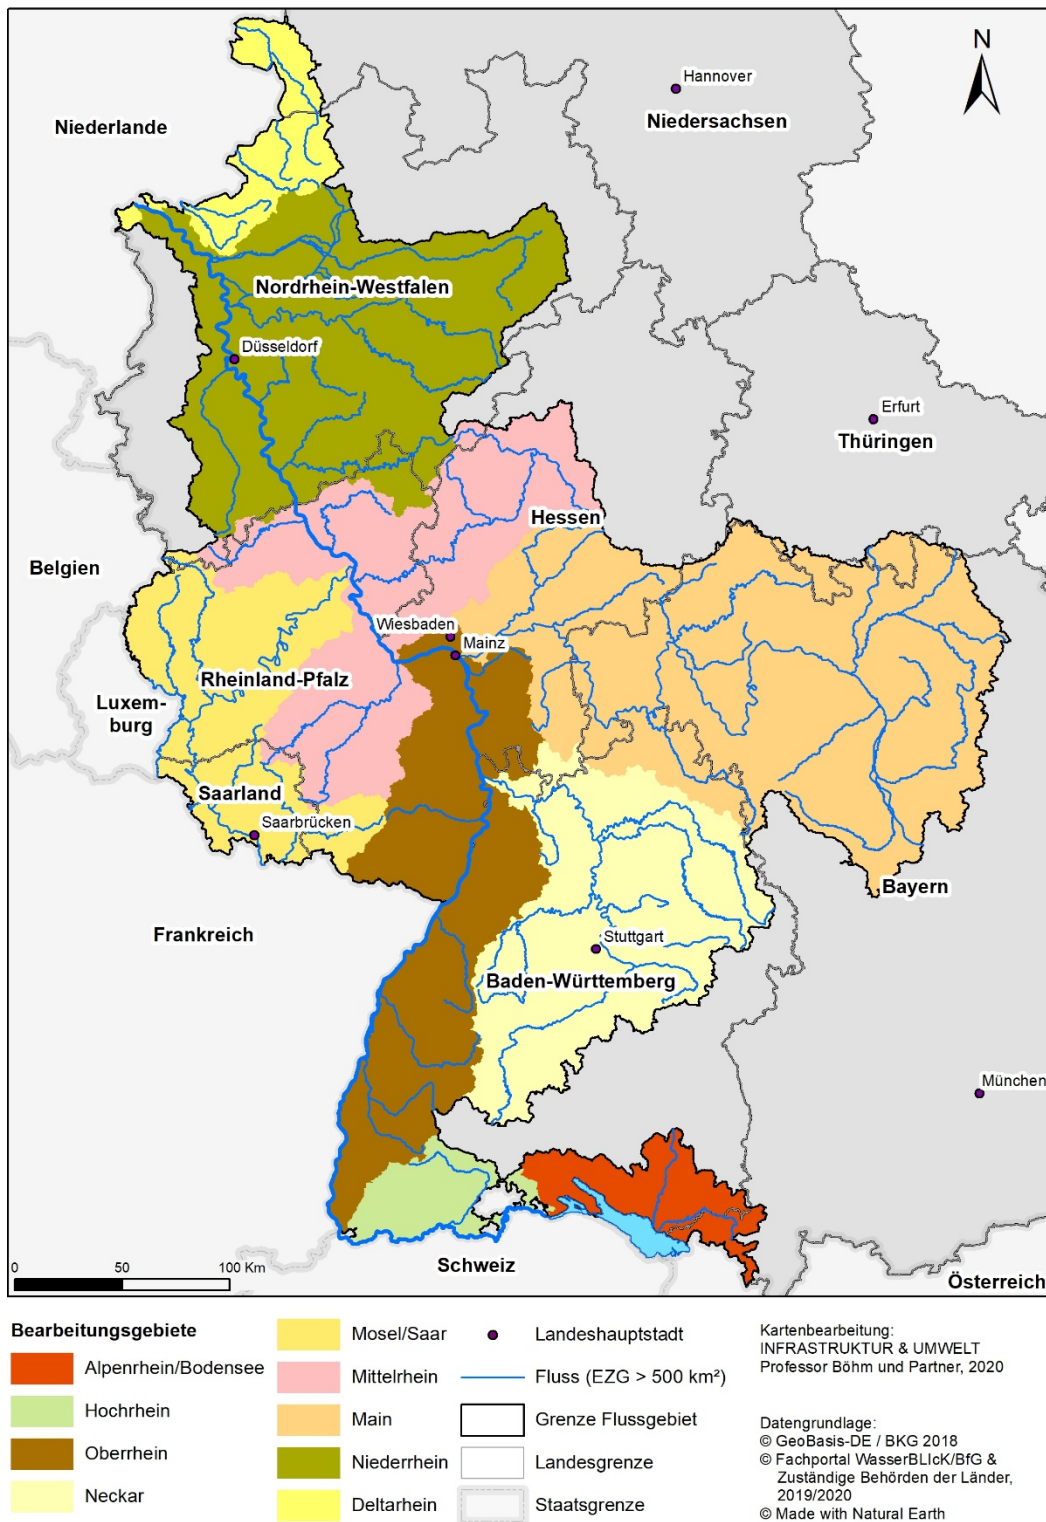 N
Hannover
Niedersachsen
Niederlande
Nordrhein-Westfalen
Düsseldorf
Erfurt
Thüringen
Hessen
Belgien
Wiesbaden
Mainz
Rheinland-Pfalz
Luxem-
burg
Saarland
Saarbrücken
Bayern
Frankreich
Stuttgart
Baden-Württemberg
München
Schweiz
Österreich
0 50 100 Km
Bearbeitungsgebiete
Alpenrhein/Bodensee
Hochrhein
Oberrhein
Neckar
Mosel/Saar
Mittelrhein
Main
Niederrhein
Deltarhein
Landeshauptstadt
Fluss (EZG > 500 km²)
Grenze Flussgebiet
Landesgrenze
Staatsgrenze
Kartenbearbeitung:
INFRASTRUKTUR & UMWELT
Professor Böhm und Partner, 2020
Datengrundlage:
© GeoBasis-DE / BKG 2018
© Fachportal WasserBLIcK/BfG &
Zuständige Behörden der Länder,
2019/2020
© Made with Natural Earth